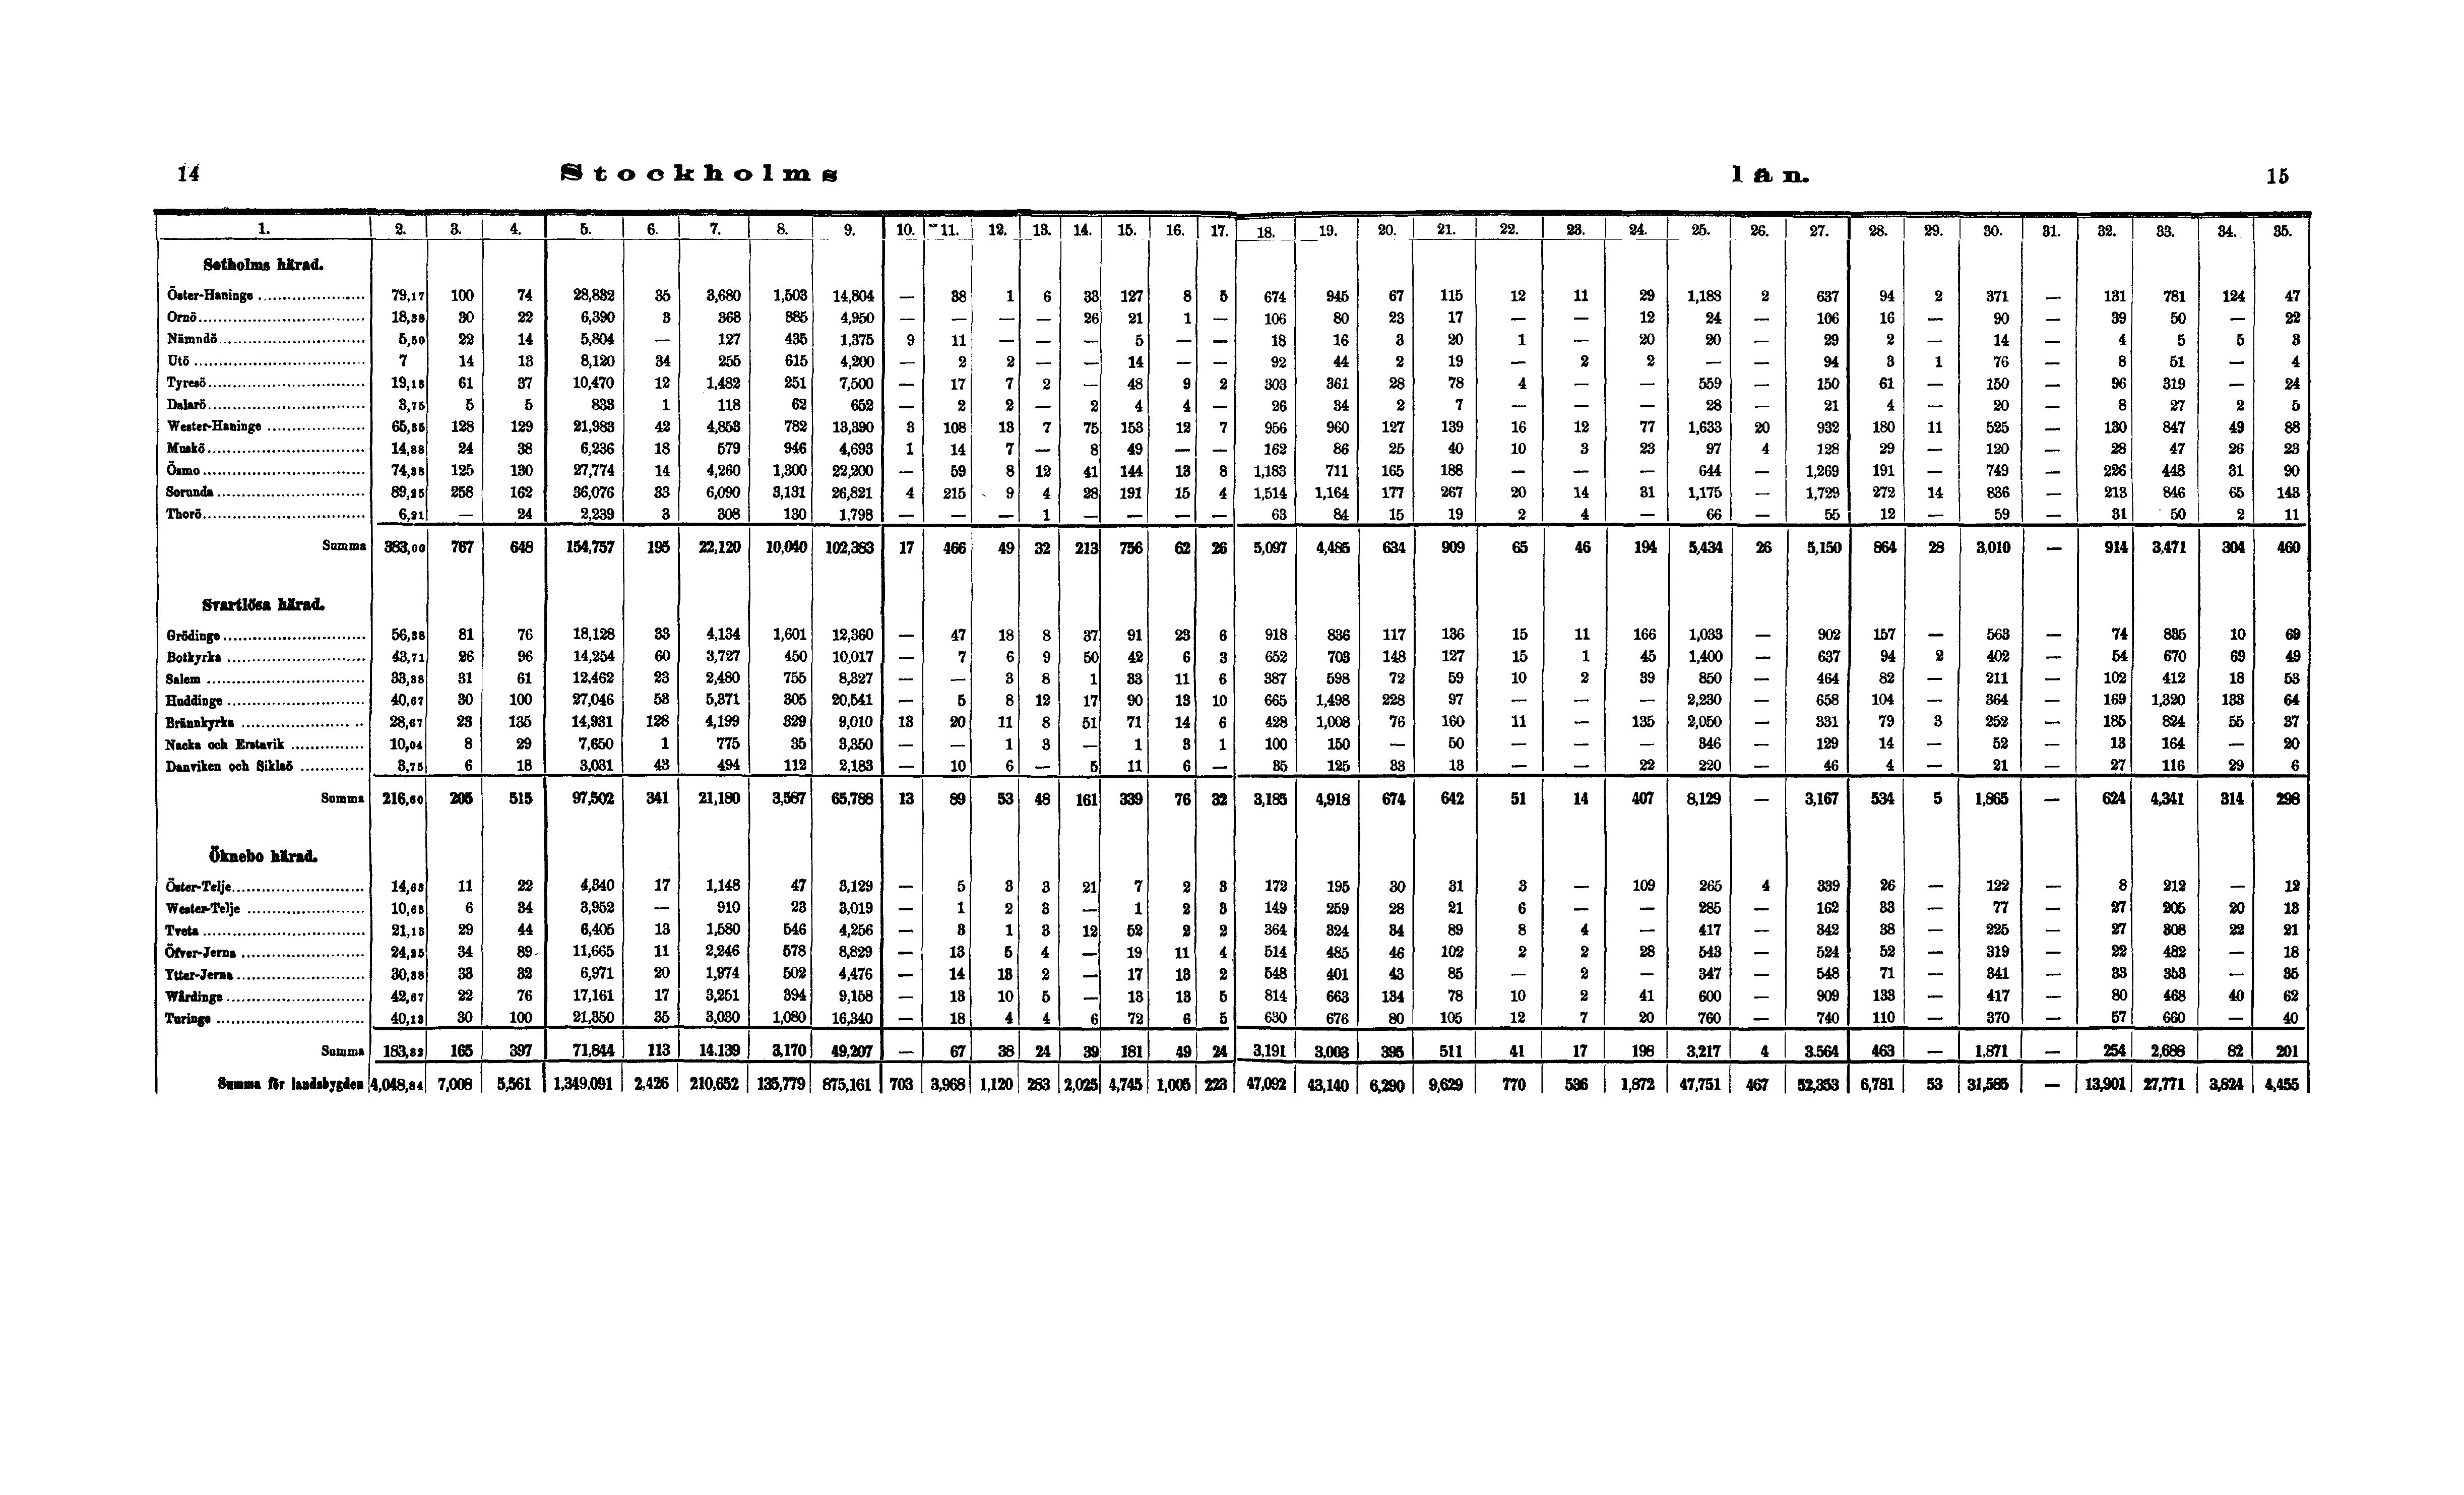 14 Stockholms län. 15
1. 2. 3. 4. 5. 6. 7. 8. 9. 10. 11. 12. 13. 14. 15. 16. 17. 18. 19. 20. 21. 22. 23. 24. 25. 26. 27. 28. 29. 30. 31. 32. 33. 34. 35.
Sotholms härad.
Öster-Haninge 79,17 100 74 28,832 35 3,680 1,503 14,804 — 38 1 6 33 127 8 5 674 945 67 115 12 11 29 1,188 2 637 94 2 371 — 131 781 124 47
Ornö 18,38 30 22 6,390 3 368 885 4,950 — — — — 26 21 1 — 106 80 23 17 — — 12 24 — 106 16 — 90 — 39 50 — 22
Nämndö 5,50 22 14 5,804 — 127 435 1,375 9 11 — — — 5 — — 18 16 3 20 1 — 20 20 — 29 2 — 14 — 4 5 5 3
Utö 7 14 13 8,120 34 255 615 4,200 — 2 2 — — 14 — — 92 44 2 19 — 2 2 — — 94 3 1 76 — 8 51 — 4
Tyresö 19,18 61 37 10,470 12 1,482 251 7,500 — 17 7 2 — 48 9 2 303 361 28 78 4 — — 559 — 150 61 — 150 — 96 319 — 24
Dalarö 3,75 5 5 833 1 118 62 652 — 2 2 — 2 4 4 — 26 34 2 7 — — — 28 — 21 4 — 20 — 8 27 2 5
Wester-Haninge 65,35 128 129 21,983 42 4,853 782 13,390 3 108 13 7 75 153 12 7 956 960 127 139 16 12 77 1,633 20 932 180 11 525 — 130 847 49 88
Muskö 14,88 24 38 6,236 18 579 946 4,693 1 14 7 — 8 49 — — 162 86 25 40 10 3 23 97 4 128 29 — 120 — 28 47 26 23
Ösmo 74,38 125 130 27,774 14 4,260 1,300 22,200 — 59 8 12 41 144 13 8 1,183 711 165 188 — — — 644 — 1,269 191 — 749 — 226 448 31 90
Sorunda 89,25 258 162 36,076 33 6,090 3,131 26,821 4 215 9 4 28 191 15 4 1,514 1,164 177 267 20 14 31 1,175 — 1,729 272 14 836 — 213 846 65 143
Thorö 6,21 — 24 2,239 3 308 130 1,798 — — — 1 — — — — 63 84 15 19 2 4 — 66 — 55 12 — 59 — 31 50 2 11
Summa 383,00 767 648 154,757 195 22,120 10,040 102,383 17 466 49 32 213 756 62 26 5,097 4,485 634 909 65 46 194 5,434 26 5,150 864 28 3,010 — 914 3,471 304 460
Svartlösa härad.
Grödinge 56,88 81 76 18,128 33 4,134 1,601 12,360 — 47 18 8 37 91 23 6 918 836 117 136 15 11 166 1,033 — 902 157 — 563 — 74 835 10 69
Botkyrka 43,71 26 96 14,254 60 3,727 450 10,017 — 7 6 9 50 42 6 3 652 703 148 127 15 1 45 1,400 — 637 94 2 402 — 54 670 69 49
Salem 33,88 31 61 12,462 23 2,480 755 8,327 — — 3 8 1 33 11 6 387 598 72 59 10 2 39 850 — 464 82 — 211 — 102 412 18 53
Huddinge 40,67 30 100 27,046 53 5,371 305 20,541 — 5 8 12 17 90 13 10 665 1,498 228 97 — — — 2,230 — 658 104 — 364 — 169 1,320 133 64
Brännkyrka 28,67 23 135 14,931 128 4,199 329 9,010 13 20 11 8 51 71 14 6 428 1,008 76 160 11 — 135 2,050 — 331 79 3 252 — 185 824 55 37
Nacka och Erstavik 10,04 8 29 7,650 1 775 35 3,350 — — 1 3 — 1 3 1 100 150 — 50 — — — 346 — 129 14 — 52 — 13 164 — 20
Danviken och Siklaö 3,75 6 18 3,031 43 494 112 2,183 — 10 6 — 5 11 6 — 35 125 33 13 — — 22 220 — 46 4 — 21 — 27 116 29 6
Summa 216,60 205 515 97,502 341 21,180 3,587 65,788 13 89 53 48 161 339 76 32 3,185 4,918 674 642 51 14 407 8,129 — 3,167 534 5 1,865 — 624 4,341 314 298
Öknebo härad.
Öster-Telje 14,63 11 22 4,340 17 1,148 47 3,129 — 5 3 3 21 7 2 3 172 195 30 31 3 — 109 265 4 339 26 — 122 — 8 212 — 12
Wester-Telje 10,63 6 34 3,952 — 910 23 3,019 — 1 2 3 — 1 2 3 149 259 28 21 6 — — 285 — 162 33 — 77 — 27 205 20 13
Tveta 21,13 29 44 6,405 13 1,580 546 4,256 — 3 1 3 12 52 2 2 364 324 34 89 8 4 — 417 — 342 38 — 225 — 27 308 22 21
Öfver-Jerna 24,25 34 89 11,665 11 2,246 578 8,829 — 13 5 4 — 19 11 4 514 485 46 102 2 2 28 543 — 524 52 — 319 — 22 482 — 18
Ytter-Jerna 30,38 33 32 6,971 20 1,974 502 4,476 — 14 13 2 — 17 13 2 548 401 43 85 — 2 — 347 — 548 71 — 341 — 33 353 — 35
Wårdinge 42,67 22 76 17,161 17 3,251 394 9,158 — 13 10 5 — 13 13 5 814 663 134 78 10 2 41 600 — 909 133 — 417 — 80 468 40 62
Turinge 40,13 30 100 21,350 35 3,030 1,080 16,340 — 18 4 4 6 72 6 5 630 676 80 105 12 7 20 760 — 740 110 — 370 — 57 660 — 40
Summa 183,82 165 397 71,844 113 14.139 3,170 49,207 — 67 38 24 39 181 49 24 3,191 3,003 395 511 41 17 198 3,217 4 3.564 463 — 1,871 — 254 2,688 82 201
Summa för landsbygden 4,048,84 7,008 5,561 1,349,091 2,426 210,652 135,779 875,161 703 3,968 1,120 283 2,025 4,745 1,005 223 47,092 43,140 6,290 9,629 770 536 1,872 47,751 467 52,353 6,781 53 31,585 — 13,901 27,771 3,824 4,455